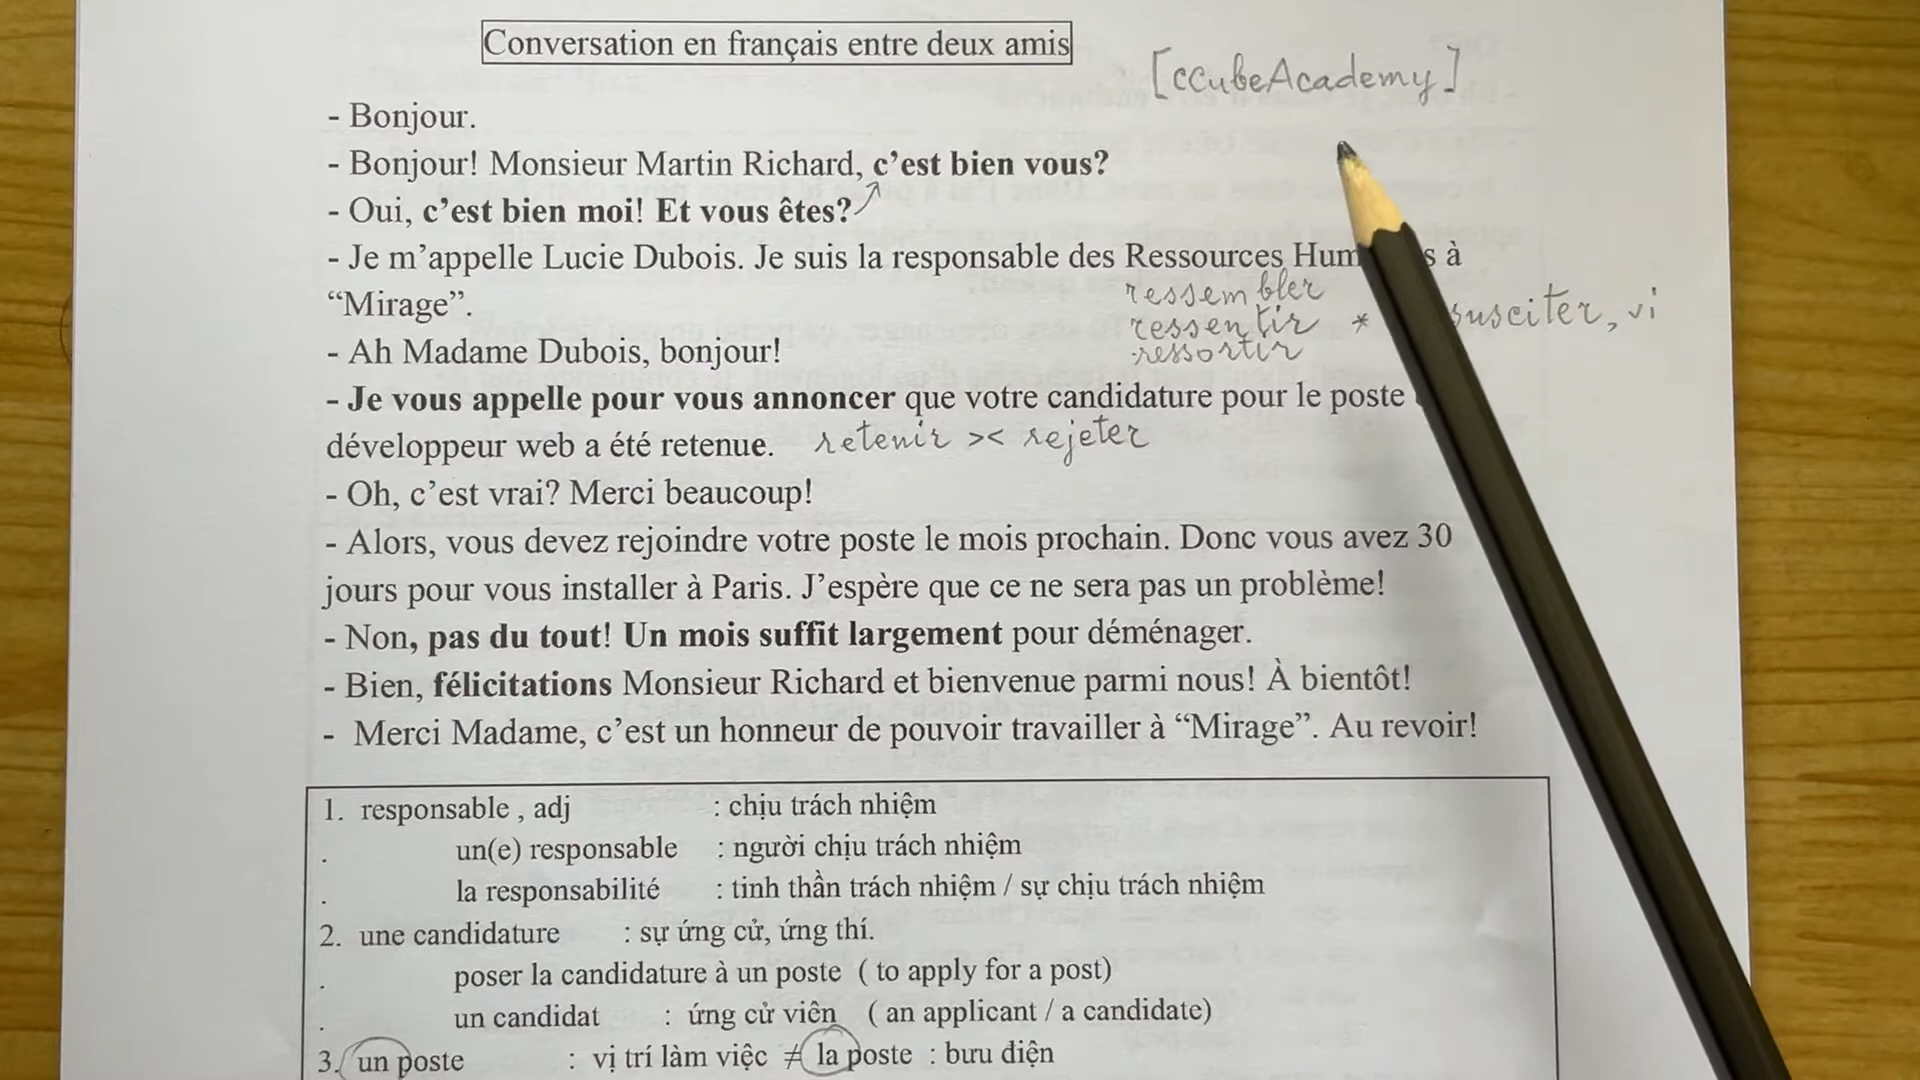 Conversation en français entre deux amis
[ccubeAcademy]
- Bonjour.
- Bonjour! Monsieur Martin Richard, c’est bien vous?
- Oui, c’est bien moi! Et vous êtes?
- Je m’appelle Lucie Dubois. Je suis la responsable des Ressources à
“Mirage”.
ressembler
ressentir * susciter, vi
ressortir
- Ah Madame Dubois, bonjour!
- Je vous appelle pour vous annoncer que votre candidature pour le poste
développeur web a été retenue. retenir >< rejeter
- Oh, c’est vrai? Merci beaucoup!
- Alors, vous devez rejoindre votre poste le mois prochain. Donc vous avez 30
jours pour vous installer à Paris. J’espère que ce ne sera pas un problème!
- Non, pas du tout! Un mois suffit largement pour déménager.
- Bien, félicitations Monsieur Richard et bienvenue parmi nous! À bientôt!
- Merci Madame, c’est un honneur de pouvoir travailler à “Mirage”. Au revoir!
1. responsable , adj : chịu trách nhiệm
. un(e) responsable : người chịu trách nhiệm
. la responsabilité : tinh thần trách nhiệm / sự chịu trách nhiệm
2. une candidature : sự ứng cử, ứng thí.
. poser la candidature à un poste ( to apply for a post)
. un candidat : ứng cử viên ( an applicant / a candidate)
3. un poste : vị trí làm việc ≠ la poste : bưu điện